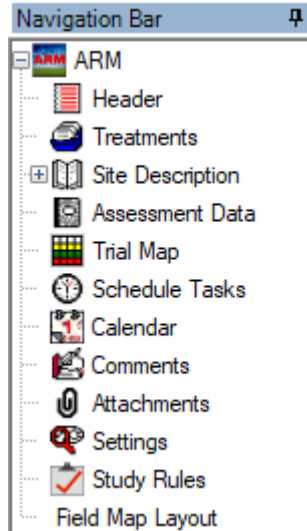 Navigation Bar
ARM
Header
Treatments
Site Description
Assessment Data
Trial Map
Schedule Tasks
Calendar
Comments
Attachments
Settings
Study Rules
Field Map Layout